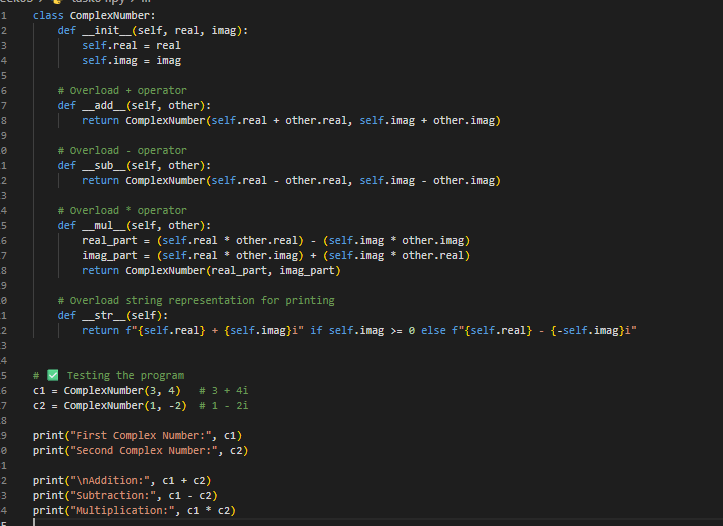 1 class ComplexNumber:
2     def __init__(self, real, imag):
3         self.real = real
4         self.imag = imag
5
6     # Overload + operator
7     def __add__(self, other):
8         return ComplexNumber(self.real + other.real, self.imag + other.imag)
9
0     # Overload - operator
1     def __sub__(self, other):
2         return ComplexNumber(self.real - other.real, self.imag - other.imag)
3
4     # Overload * operator
5     def __mul__(self, other):
6         real_part = (self.real * other.real) - (self.imag * other.imag)
7         imag_part = (self.real * other.imag) + (self.imag * other.real)
8         return ComplexNumber(real_part, imag_part)
9
0     # Overload string representation for printing
1     def __str__(self):
2         return f"{self.real} + {self.imag}i" if self.imag >= 0 else f"{self.real} - {-self.imag}i"
3
4
5 # ✅ Testing the program
6 c1 = ComplexNumber(3, 4)   # 3 + 4i
7 c2 = ComplexNumber(1, -2)  # 1 - 2i
8
9 print("First Complex Number:", c1)
0 print("Second Complex Number:", c2)
1
2 print("\nAddition:", c1 + c2)
3 print("Subtraction:", c1 - c2)
4 print("Multiplication:", c1 * c2)